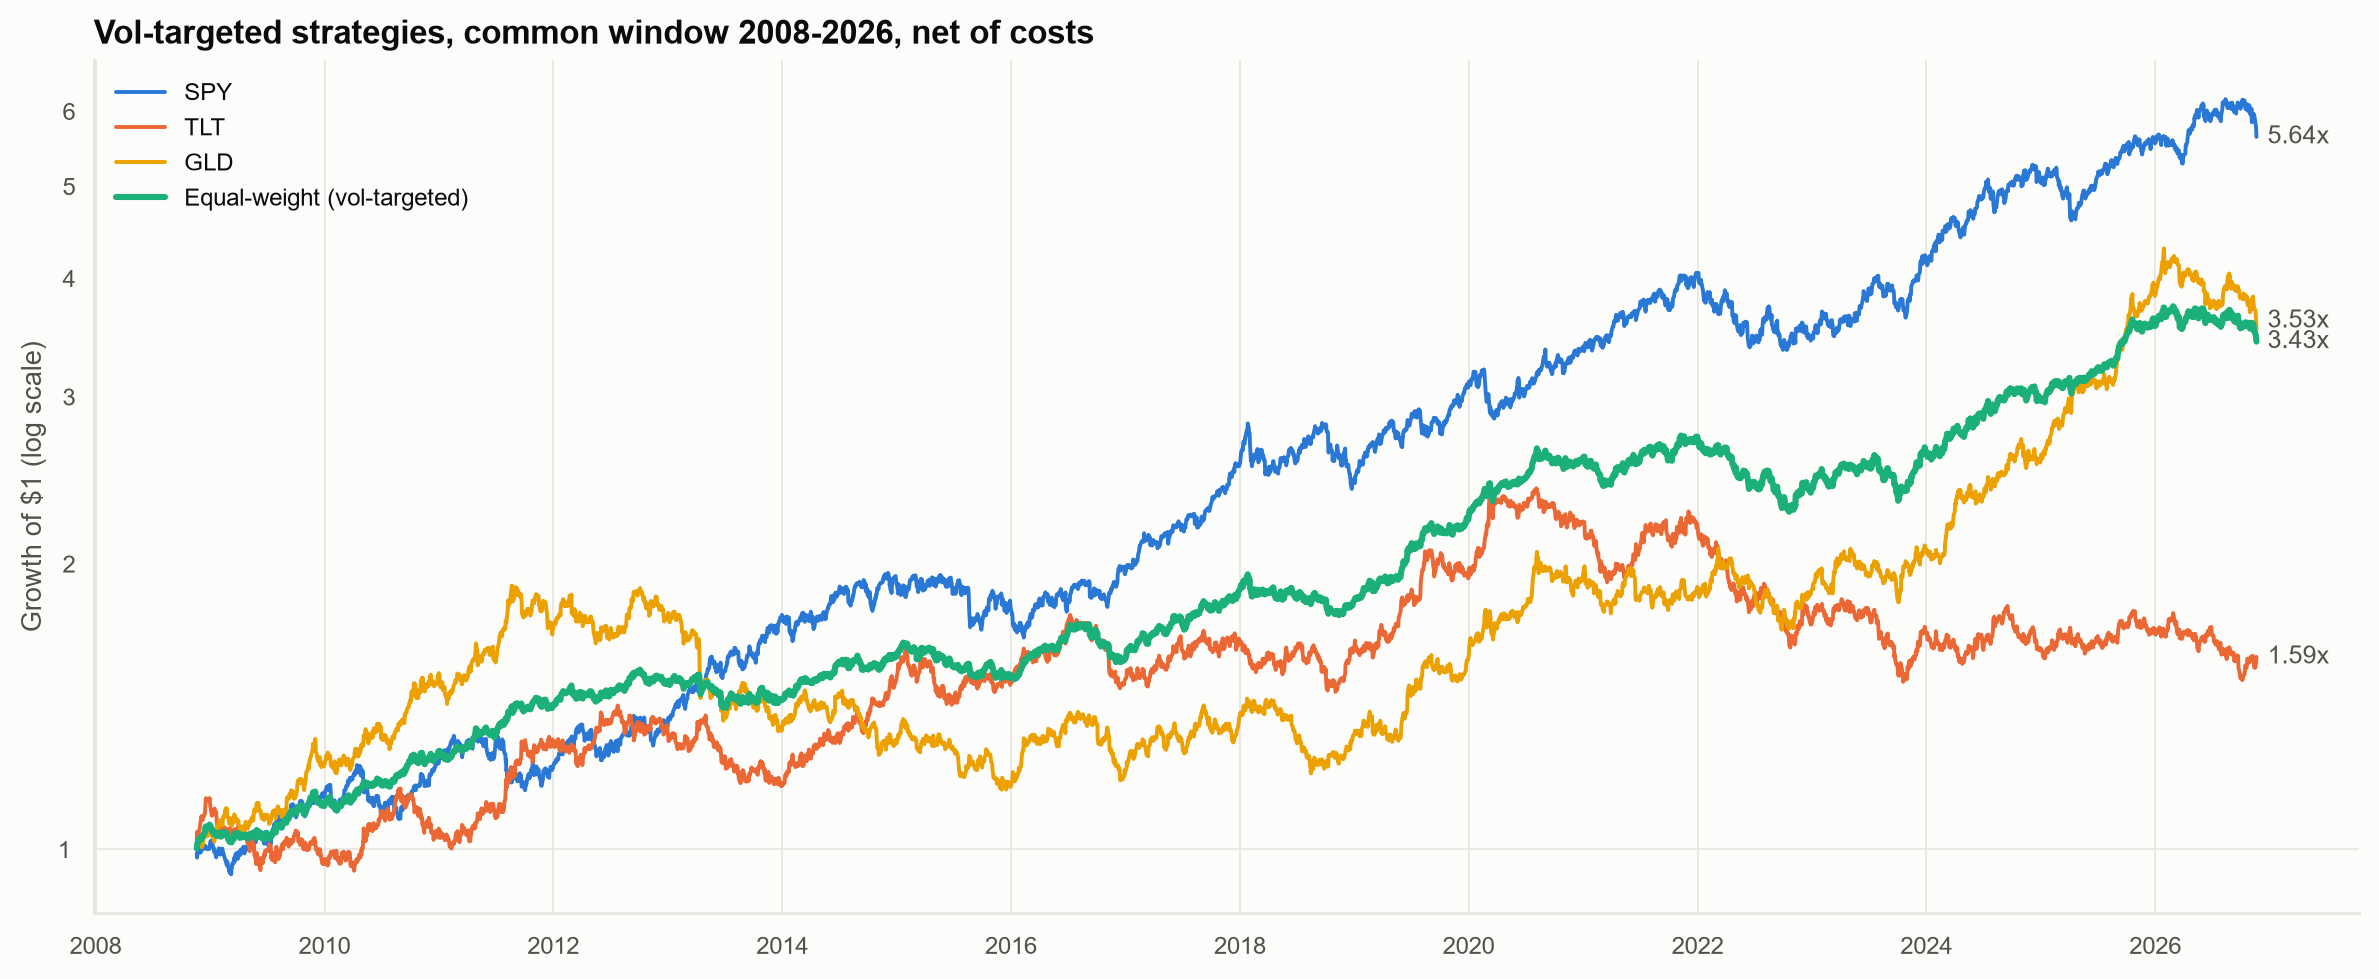 Vol-targeted strategies, common window 2008-2026, net of costs
SPY
TLT
GLD
Equal-weight (vol-targeted)
Growth of $1 (log scale)
6
5
4
3
2
1
5.64x
3.53x
3.43x
1.59x
2008 2010 2012 2014 2016 2018 2020 2022 2024 2026